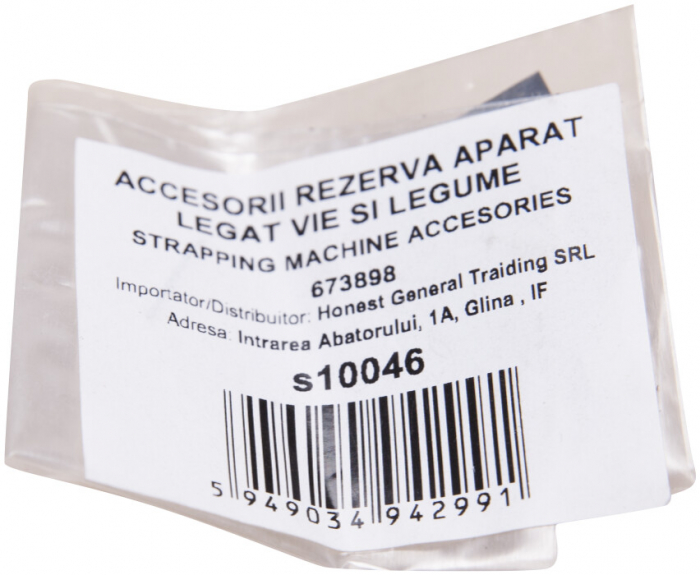 ACCESORII REZERVA APARAT
LEGAT VIE SI LEGUME
STRAPPING MACHINE ACCESORIES
673898
Importator/Distribuitor: Honest General Traiding SRL
Adresa: Intrarea Abatorului, 1A, Glina , IF
s10046
5 949034 942991